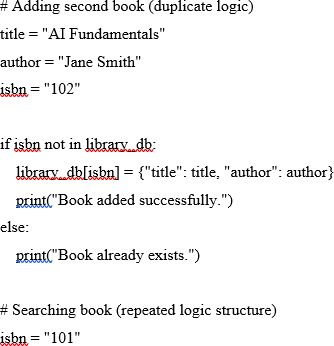 # Adding second book (duplicate logic)
title = "AI Fundamentals"
author = "Jane Smith"
isbn = "102"
if isbn not in library_db:
library_db[isbn] = {"title": title, "author": author}
print("Book added successfully.")
else:
print("Book already exists.")
# Searching book (repeated logic structure)
isbn = "101"